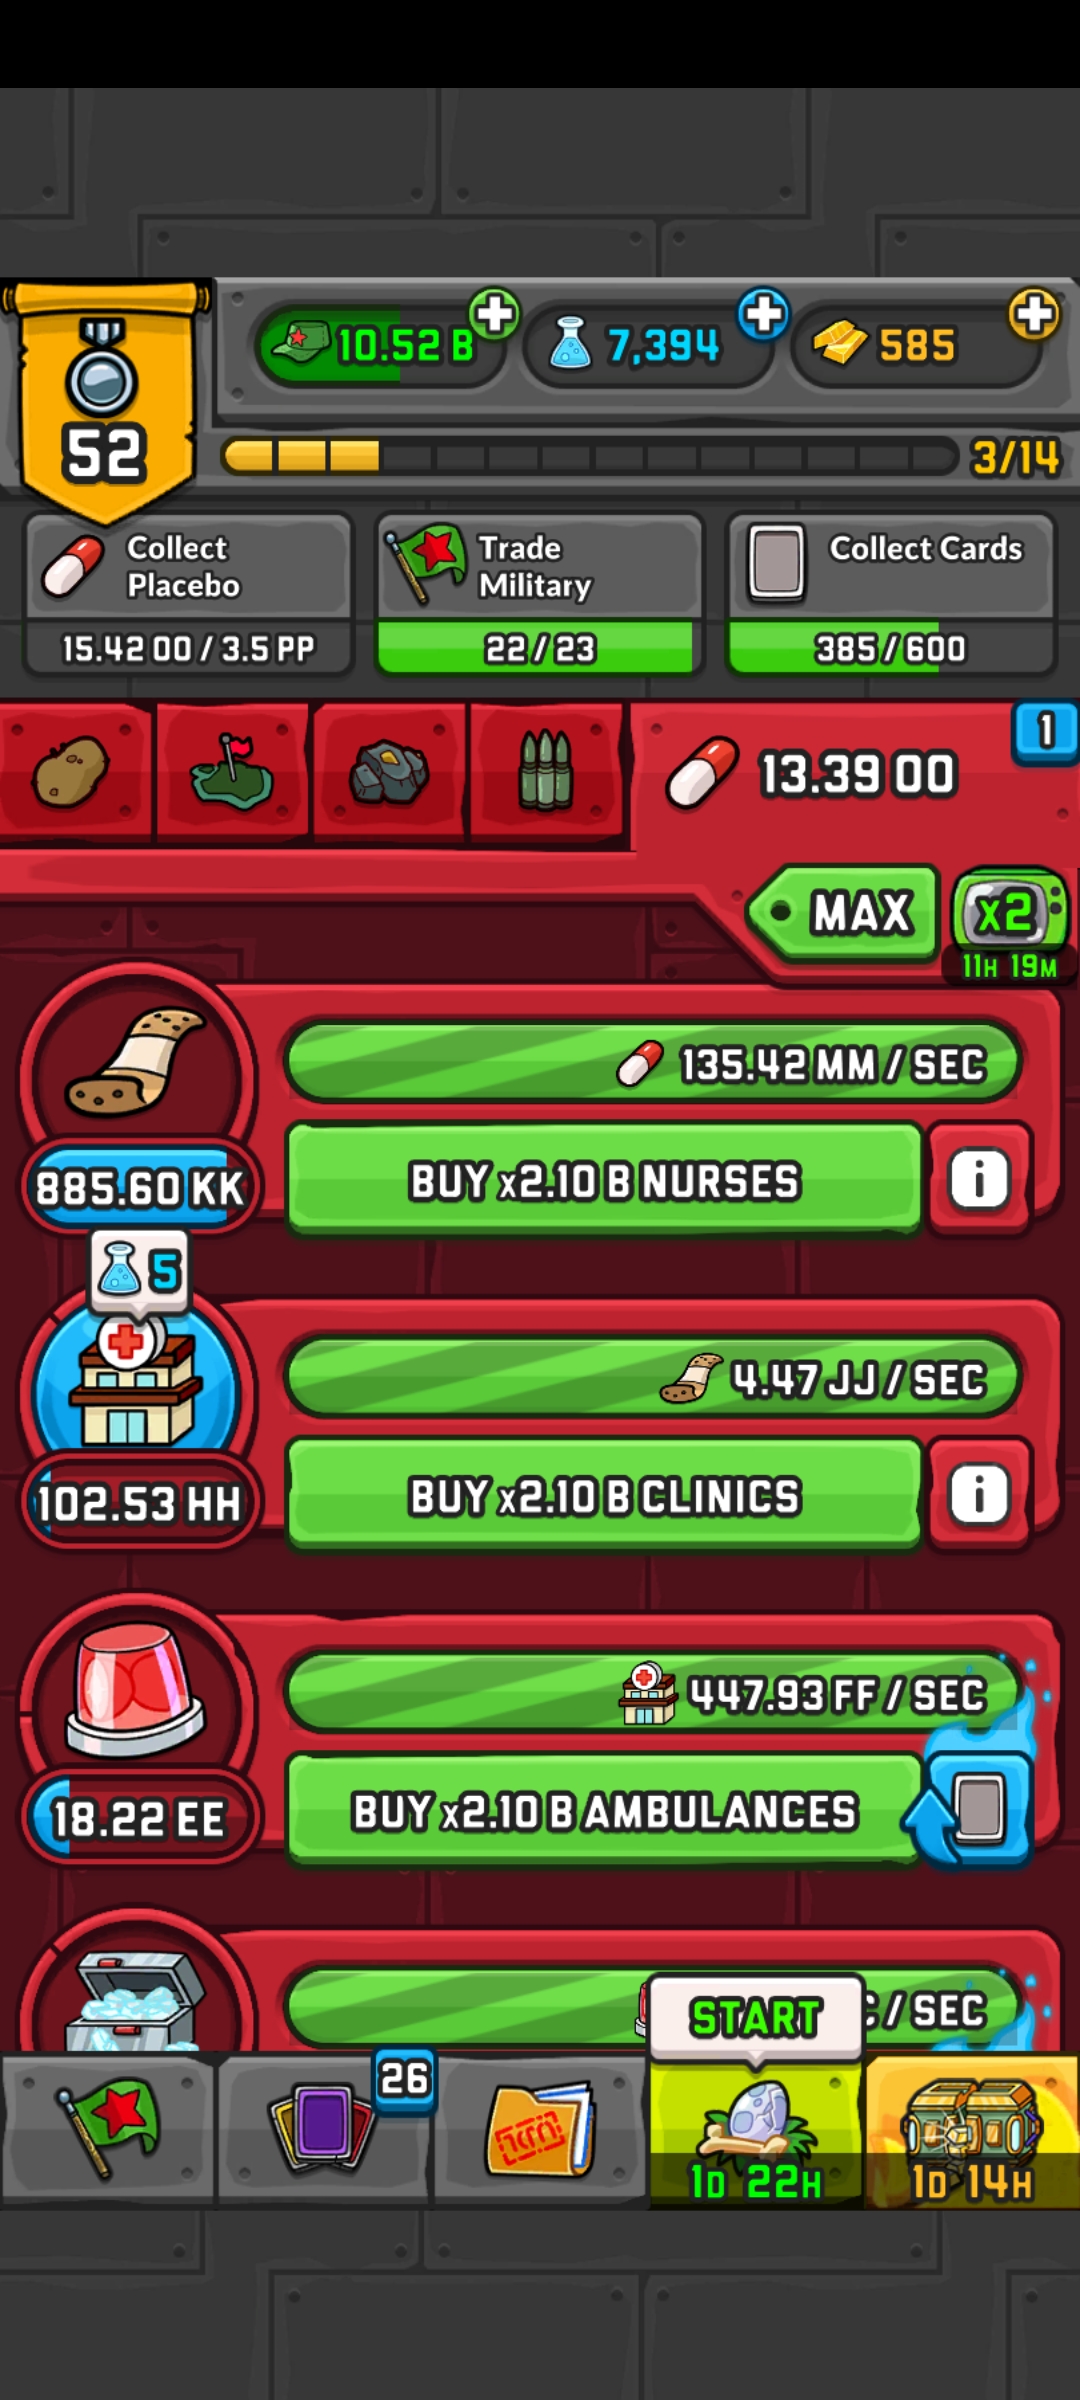 10.52 B
7,394
585
52
3/14
Collect
Placebo
15.42 OO / 3.5 PP
Trade
Military
22 / 23
Collect Cards
385 / 600
1
13.39 OO
MAX
x2
11H 19M
135.42 MM / SEC
885.60 KK
BUY x2.10 B NURSES
i
5
4.47 JJ / SEC
102.53 HH
BUY x2.10 B CLINICS
i
447.93 FF / SEC
18.22 EE
BUY x2.10 B AMBULANCES
/ SEC
START
26
1D 22H
1D 14H